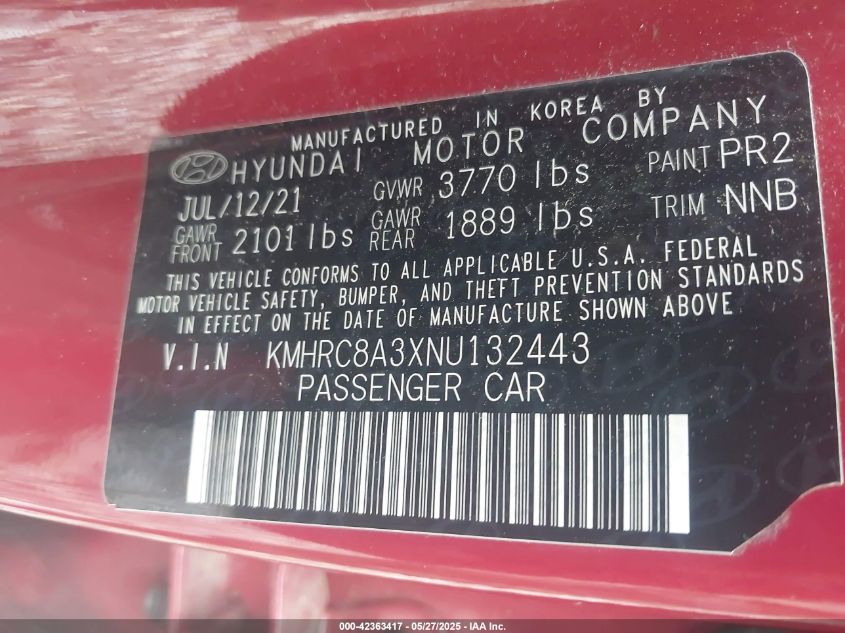 MANUFACTURED IN KOREA BY
HYUNDAI MOTOR COMPANY
JUL/12/21 GVWR 3770 lbs PAINT PR2
GAWR FRONT 2101 lbs GAWR REAR 1889 lbs TRIM NNB
THIS VEHICLE CONFORMS TO ALL APPLICABLE U.S.A. FEDERAL
MOTOR VEHICLE SAFETY, BUMPER, AND THEFT PREVENTION STANDARDS
IN EFFECT ON THE DATE OF MANUFACTURE SHOWN ABOVE
V.I.N KMHRC8A3XNU132443
PASSENGER CAR
000-42363417 - 05/27/2025 - IAA Inc.